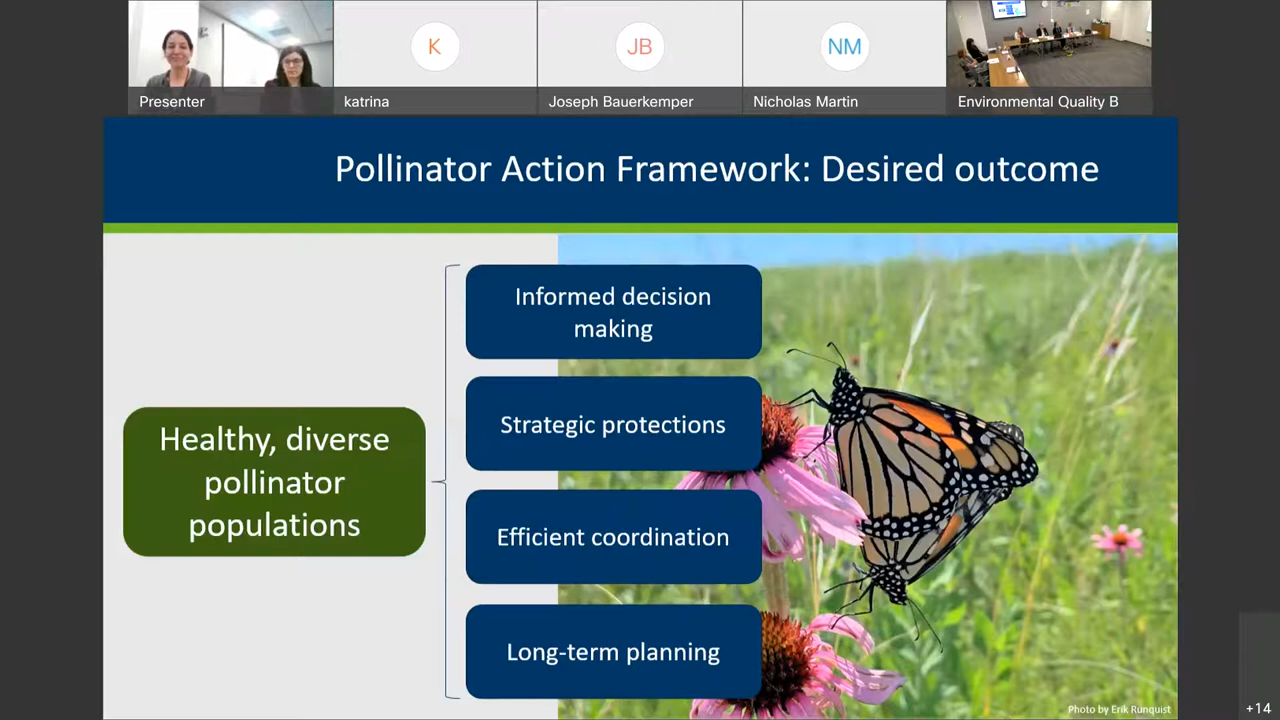 K
JB
NM
Presenter
katrina
Joseph Bauerkemper
Nicholas Martin
Environmental Quality B
Pollinator Action Framework: Desired outcome
Healthy, diverse
pollinator
populations
Informed decision
making
Strategic protections
Efficient coordination
Long-term planning
Photo by Erik Runquist
+14